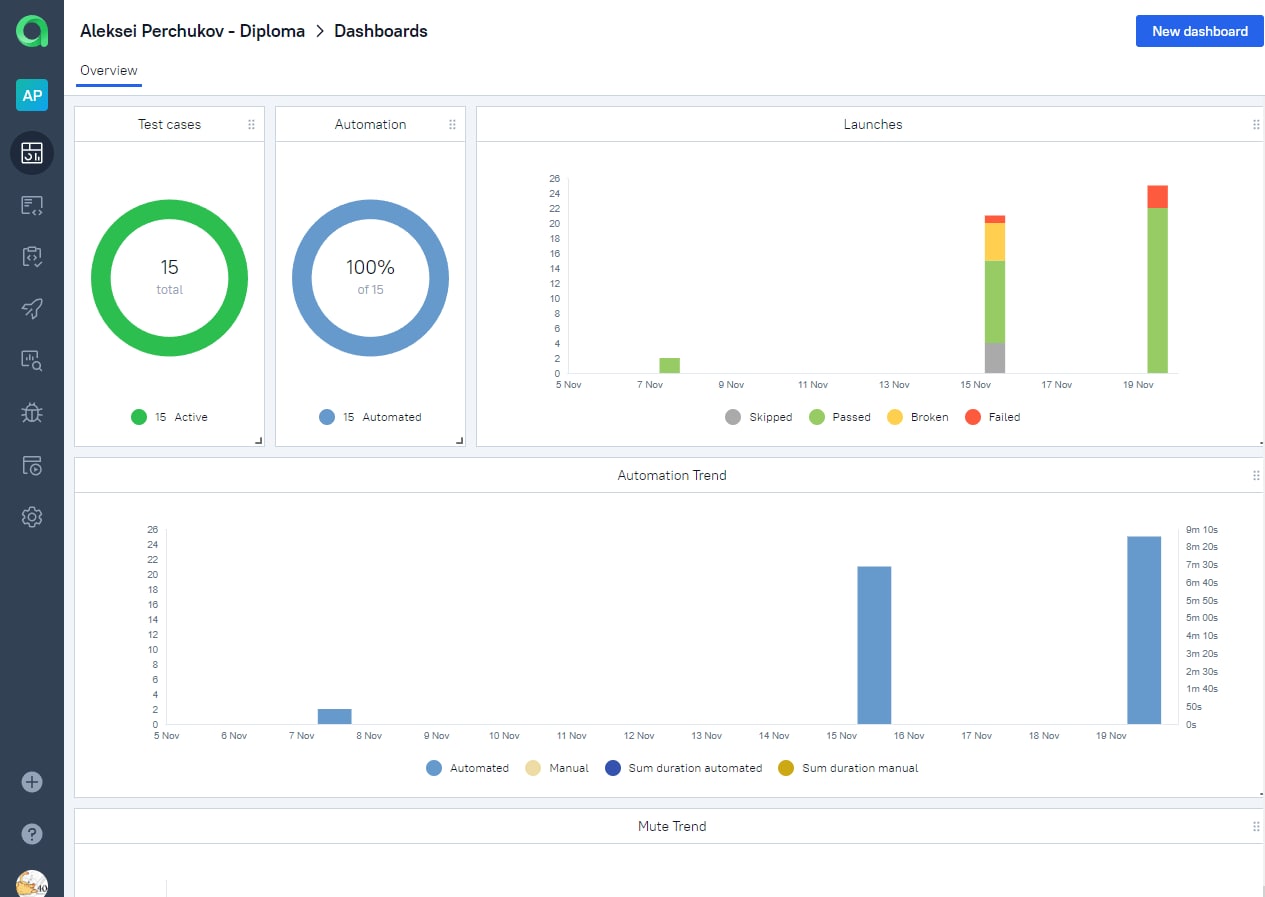 Aleksei Perchukov - Diploma > Dashboards
New dashboard
Overview
AP
Test cases
15
total
15 Active
Automation
100%
of 15
15 Automated
Launches
26
24
22
20
18
16
14
12
10
8
6
4
2
0
5 Nov 7 Nov 9 Nov 11 Nov 13 Nov 15 Nov 17 Nov 19 Nov
Skipped Passed Broken Failed
Automation Trend
26
24
22
20
18
16
14
12
10
8
6
4
2
0
9m 10s
8m 20s
7m 30s
6m 40s
5m 50s
5m 00s
4m 10s
3m 20s
2m 30s
1m 40s
50s
0s
5 Nov 6 Nov 7 Nov 8 Nov 9 Nov 10 Nov 11 Nov 12 Nov 13 Nov 14 Nov 15 Nov 16 Nov 17 Nov 18 Nov 19 Nov
Automated Manual Sum duration automated Sum duration manual
Mute Trend
?